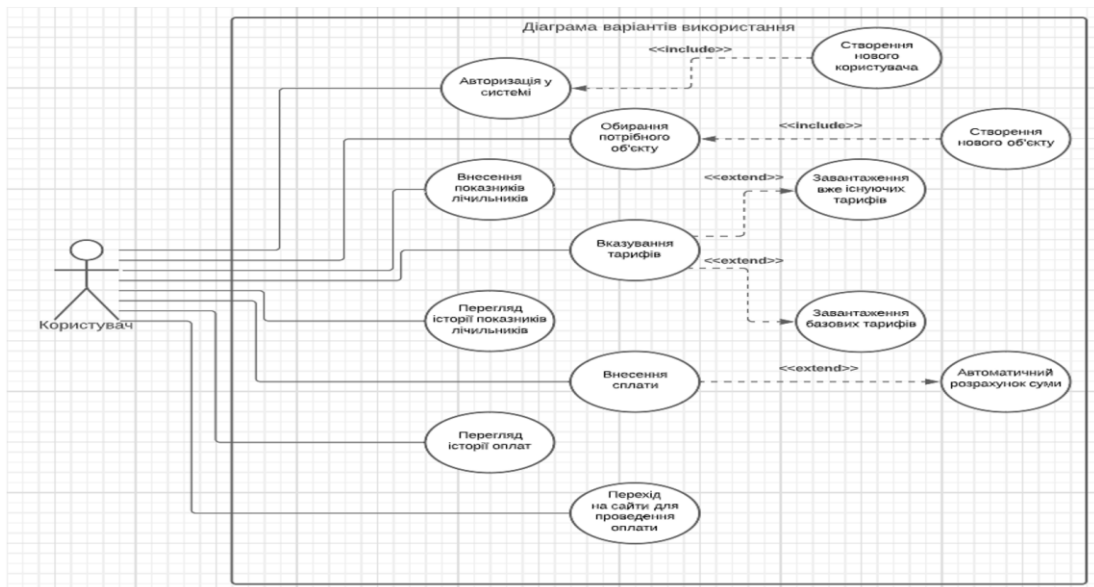 Діаграма варіантів використання
<<include>>
Створення
нового
користувача
Авторизація у
системі
Обирання
потрібного
об'єкту
<<include>>
Створення
нового об'єкту
Внесення
показників
лічильників
<<extend>>
Завантаження
вже існуючих
тарифів
Вказування
тарифів
<<extend>>
Користувач
Перегляд
історії показників
лічильників
Завантаження
базових тарифів
Внесення
сплати
<<extend>>
Автоматичний
розрахунок суми
Перегляд
історії оплат
Перехід
на сайти для
проведення
оплати